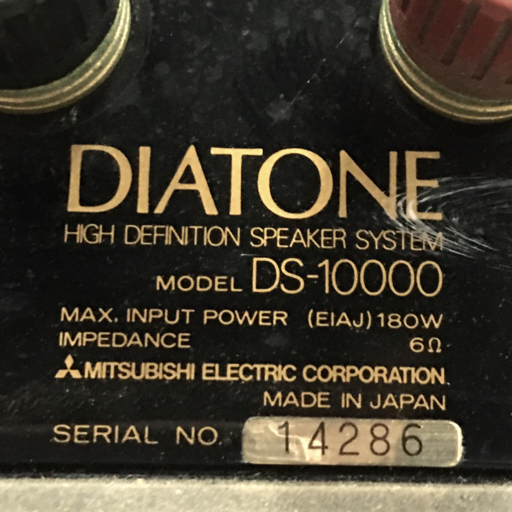 DIATONE
HIGH DEFINITION SPEAKER SYSTEM
MODEL DS-10000
MAX. INPUT POWER (EIAJ) 180W
IMPEDANCE 6Ω
MITSUBISHI ELECTRIC CORPORATION
MADE IN JAPAN
SERIAL NO. 14286